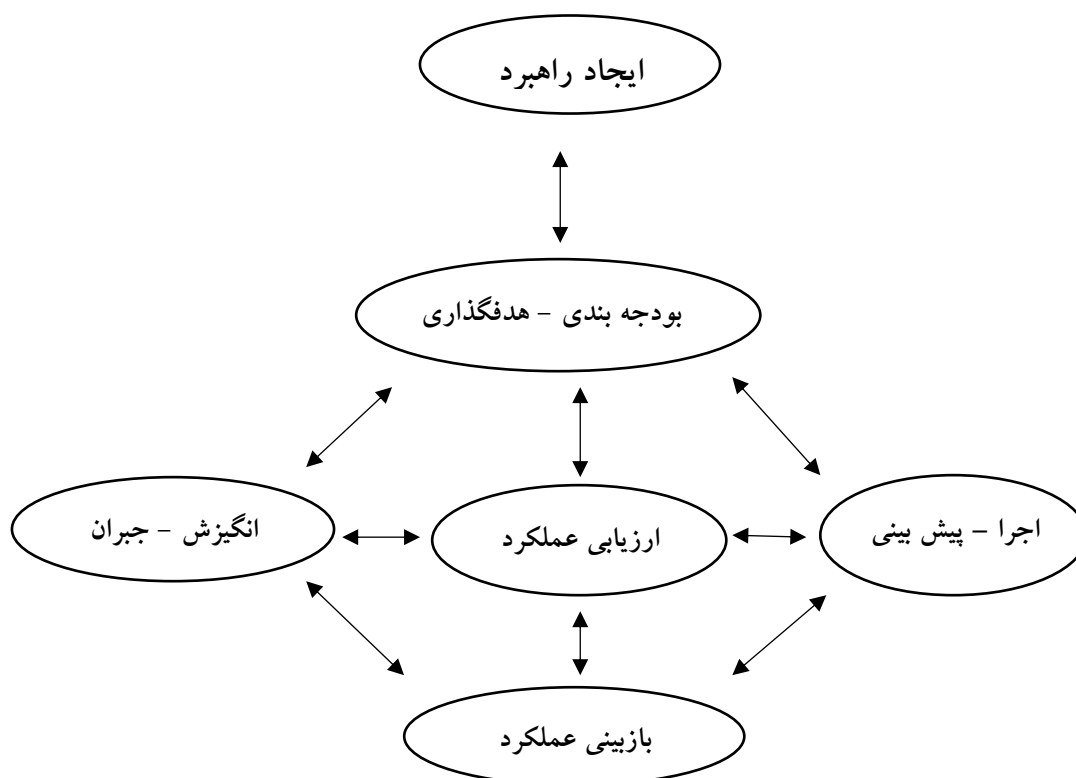 ایجاد راهبرد
بودجه بندی - هدفگذاری
اجرا - پیش بینی
ارزیابی عملکرد
انگیزش - جبران
بازبینی عملکرد